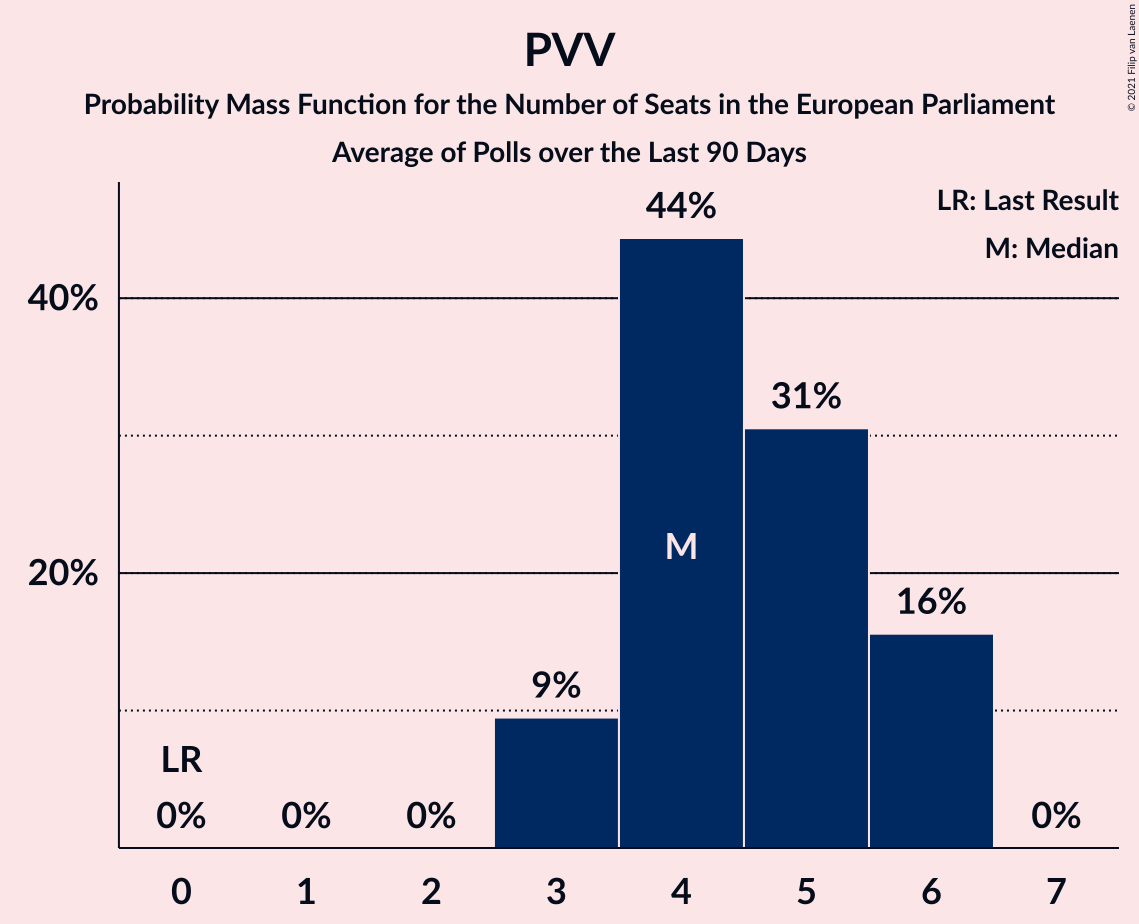 PVV
Probability Mass Function for the Number of Seats in the European Parliament
Average of Polls over the Last 90 Days
© 2021 Filip van Laenen
LR: Last Result
M: Median
44%
40%
31%
M
20%
16%
9%
LR
0%
0%
0%
0%
0
1
2
3
4
5
6
7